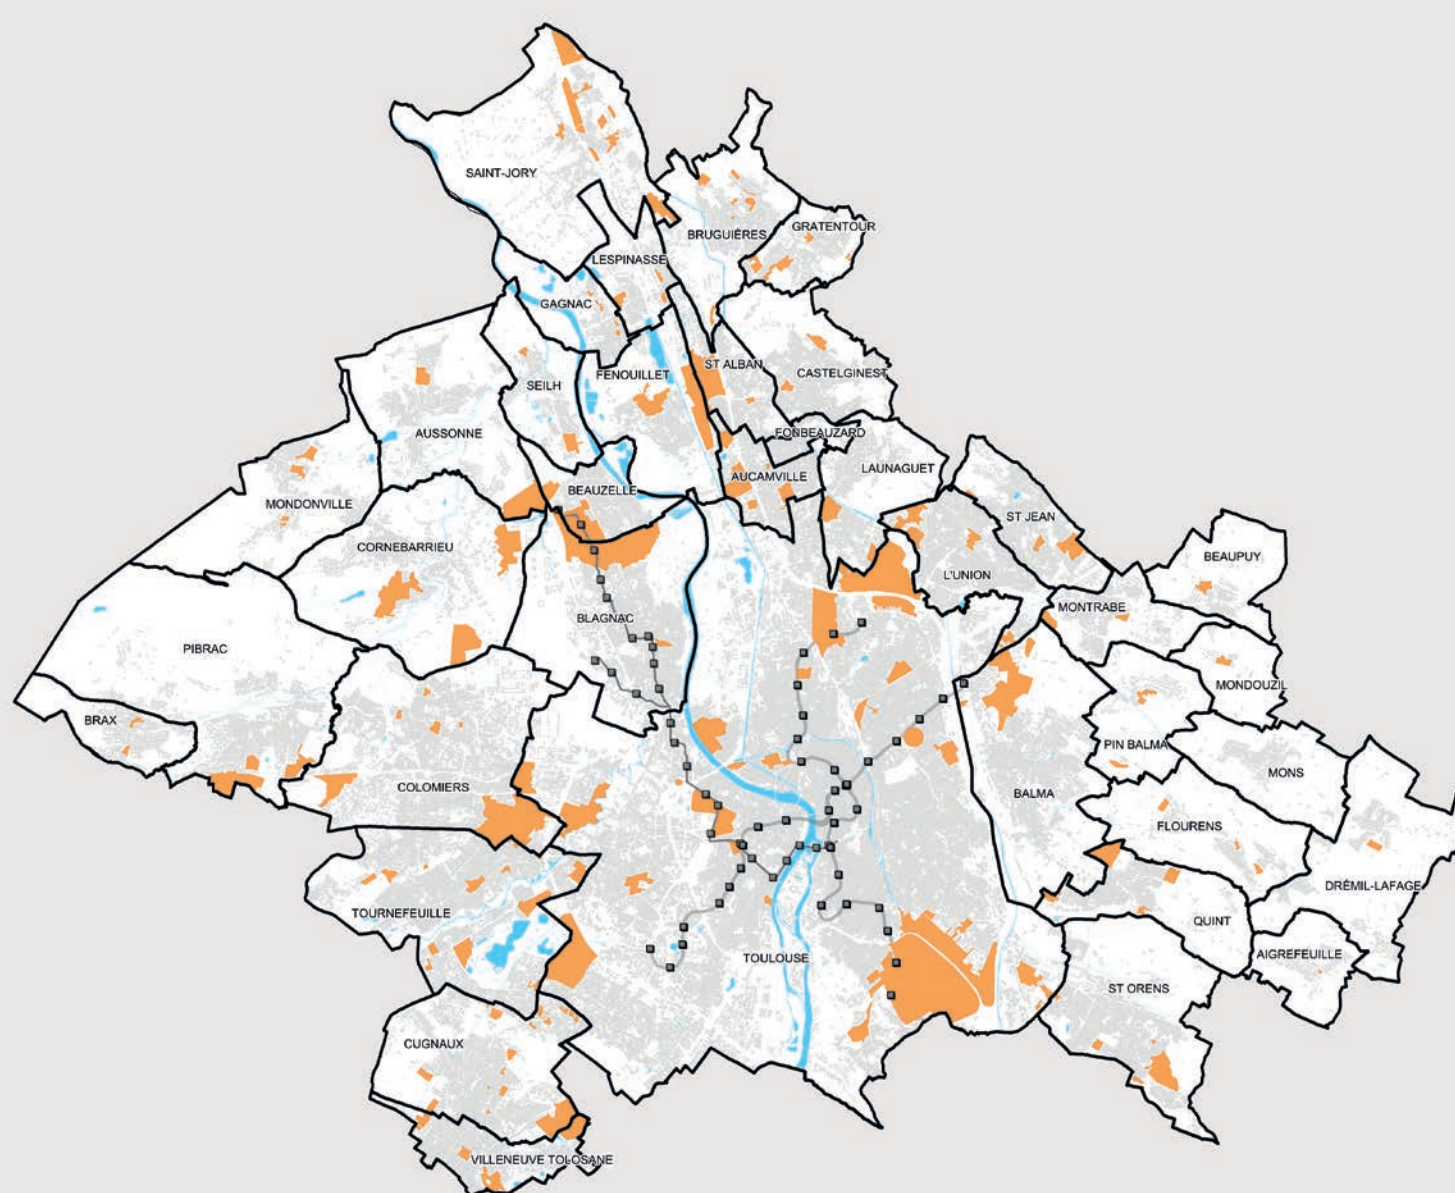 SAINT-JORY
BRUGUIÈRES
GRATENTOUR
LESPINASSE
GAGNAC
ST ALBAN
CASTELGINEST
FENOUILLET
SEILH
AUSSONNE
FONBEAUZARD
LAUNAGUET
AUCAMVILLE
BEAUZELLE
MONDONVILLE
ST JEAN
CORNEBARRIEU
BEAUPUY
L'UNION
MONTRABE
BLAGNAC
PIBRAC
MONDOUZIL
BRAX
PIN BALMA
MONS
COLOMIERS
BALMA
FLOURENS
DRÉMIL-LAFAGE
TOURNEFEUILLE
QUINT
AIGREFEUILLE
TOULOUSE
ST ORENS
CUGNAUX
VILLENEUVE TOLOSANE